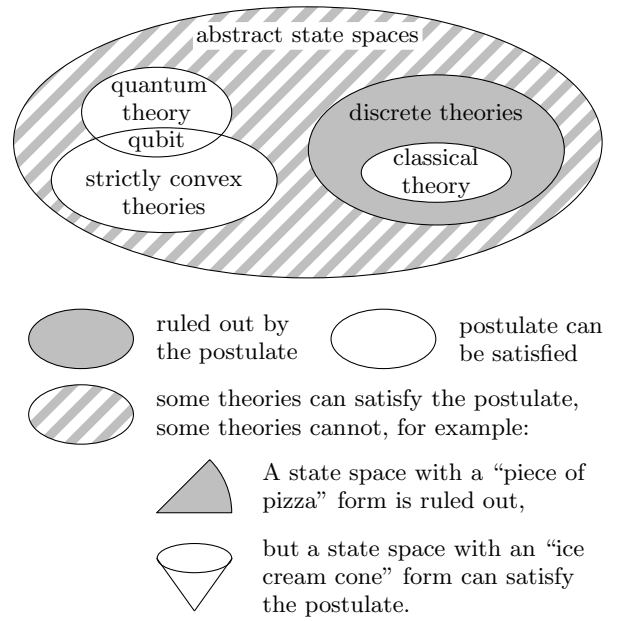 abstract state spaces
quantum
theory
qubit
strictly convex
theories
discrete theories
classical
theory
ruled out by
the postulate
postulate can
be satisfied
some theories can satisfy the postulate,
some theories cannot, for example:
A state space with a “piece of
pizza” form is ruled out,
but a state space with an “ice
cream cone” form can satisfy
the postulate.